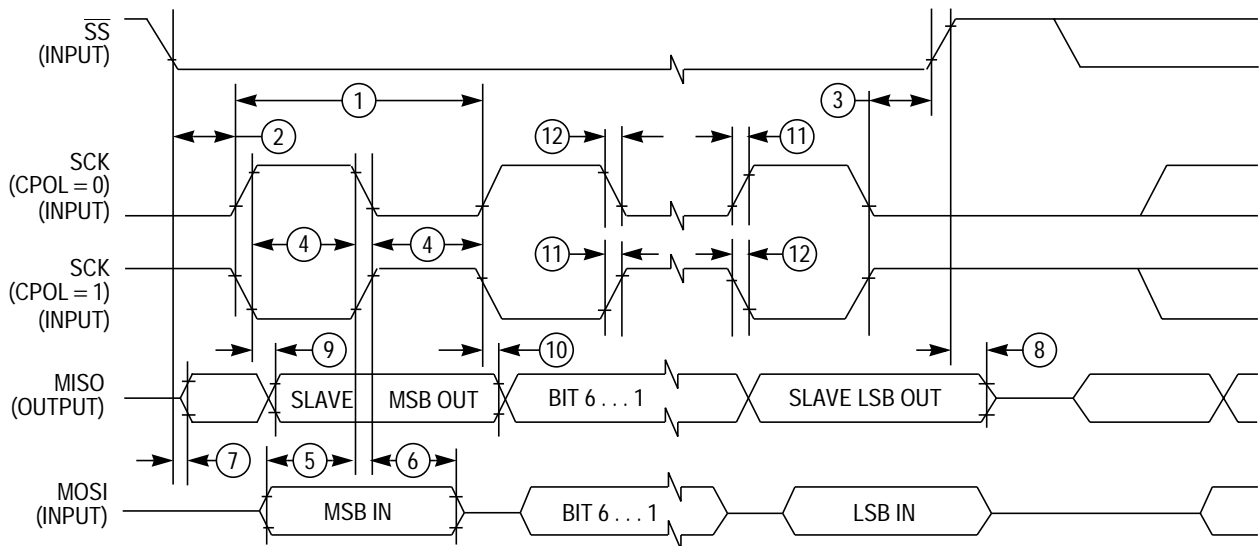 SS
(INPUT)
1
3
2
12
11
SCK
(CPOL = 0)
(INPUT)
4
4
11
12
SCK
(CPOL = 1)
(INPUT)
9
10
8
MISO
(OUTPUT)
SLAVE
MSB OUT
BIT 6 . . . 1
SLAVE LSB OUT
7
5
6
MOSI
(INPUT)
MSB IN
BIT 6 . . . 1
LSB IN